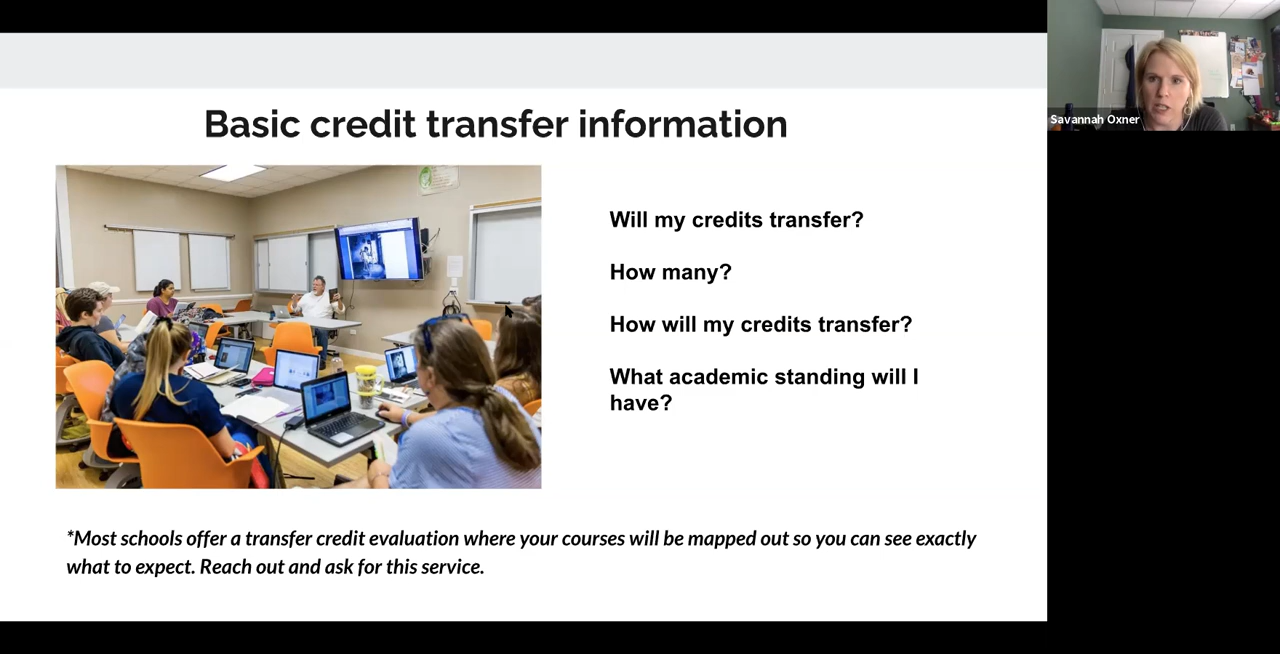 Basic credit transfer information
Savannah Oxner
Will my credits transfer?
How many?
How will my credits transfer?
What academic standing will I
have?
*Most schools offer a transfer credit evaluation where your courses will be mapped out so you can see exactly
what to expect. Reach out and ask for this service.